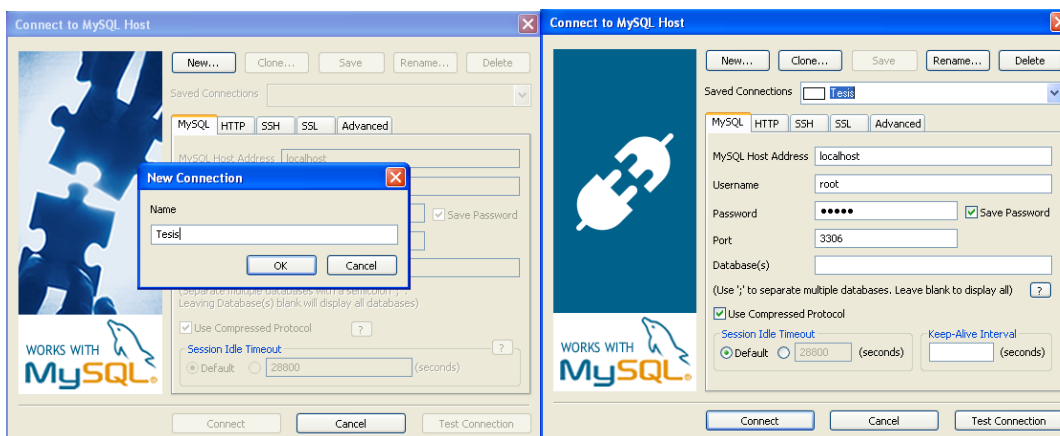 Connect to MySQL Host
New... Clone... Save Rename... Delete
Saved Connections
MySQL HTTP SSH SSL Advanced
MySQL Host Address localhost
New Connection
Name
Tesis
OK Cancel
Save Password
Leaving Database(s) blank will display all databases)
Use Compressed Protocol ?
Session Idle Timeout ?
Default 28800 (seconds)
WORKS WITH
MySQL
Connect Cancel Test Connection
Connect to MySQL Host
New... Clone... Save Rename... Delete
Saved Connections Tesis
MySQL HTTP SSH SSL Advanced
MySQL Host Address localhost
Username root
Password ●●●●● Save Password
Port 3306
Database(s)
(Use ';' to separate multiple databases. Leave blank to display all) ?
Use Compressed Protocol
Session Idle Timeout Keep-Alive Interval
Default 28800 (seconds) (seconds)
WORKS WITH
MySQL
Connect Cancel Test Connection